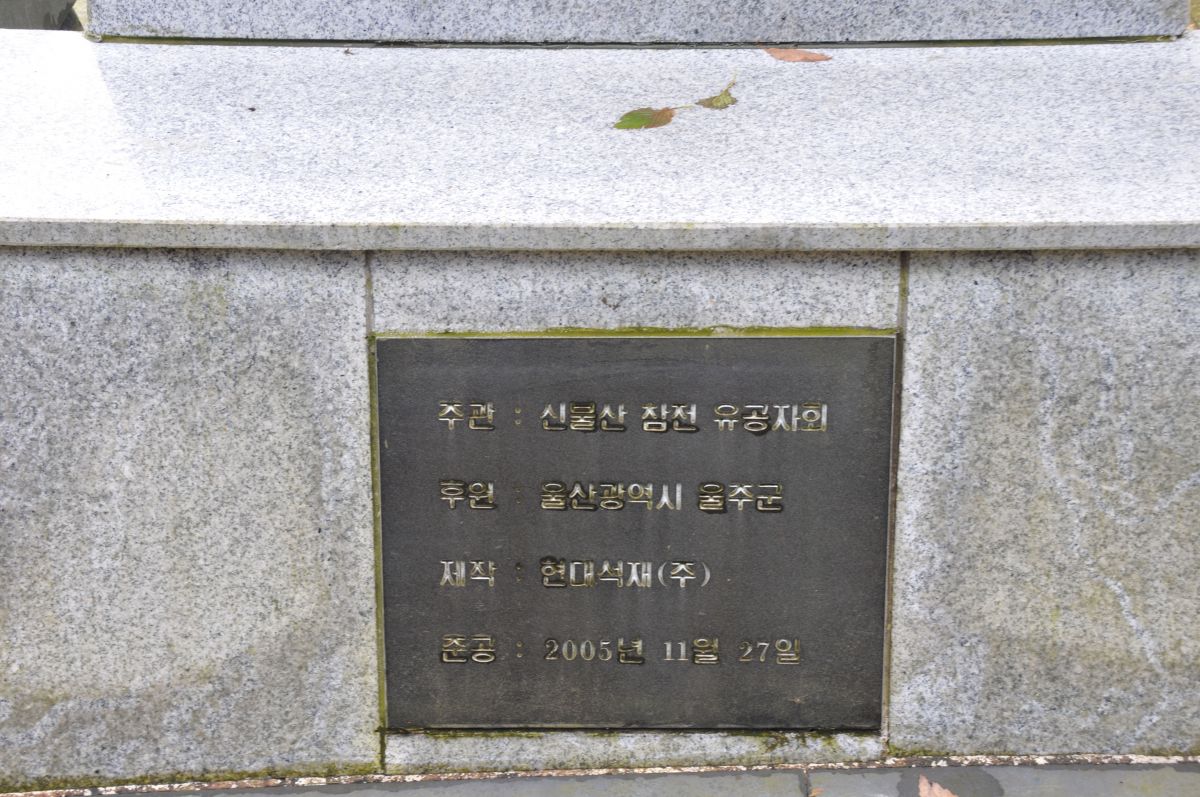 주관 : 신불산 참전 유공자회
후원 : 울산광역시 울주군
제작 : 현대석재(주)
준공 : 2005년 11월 27일